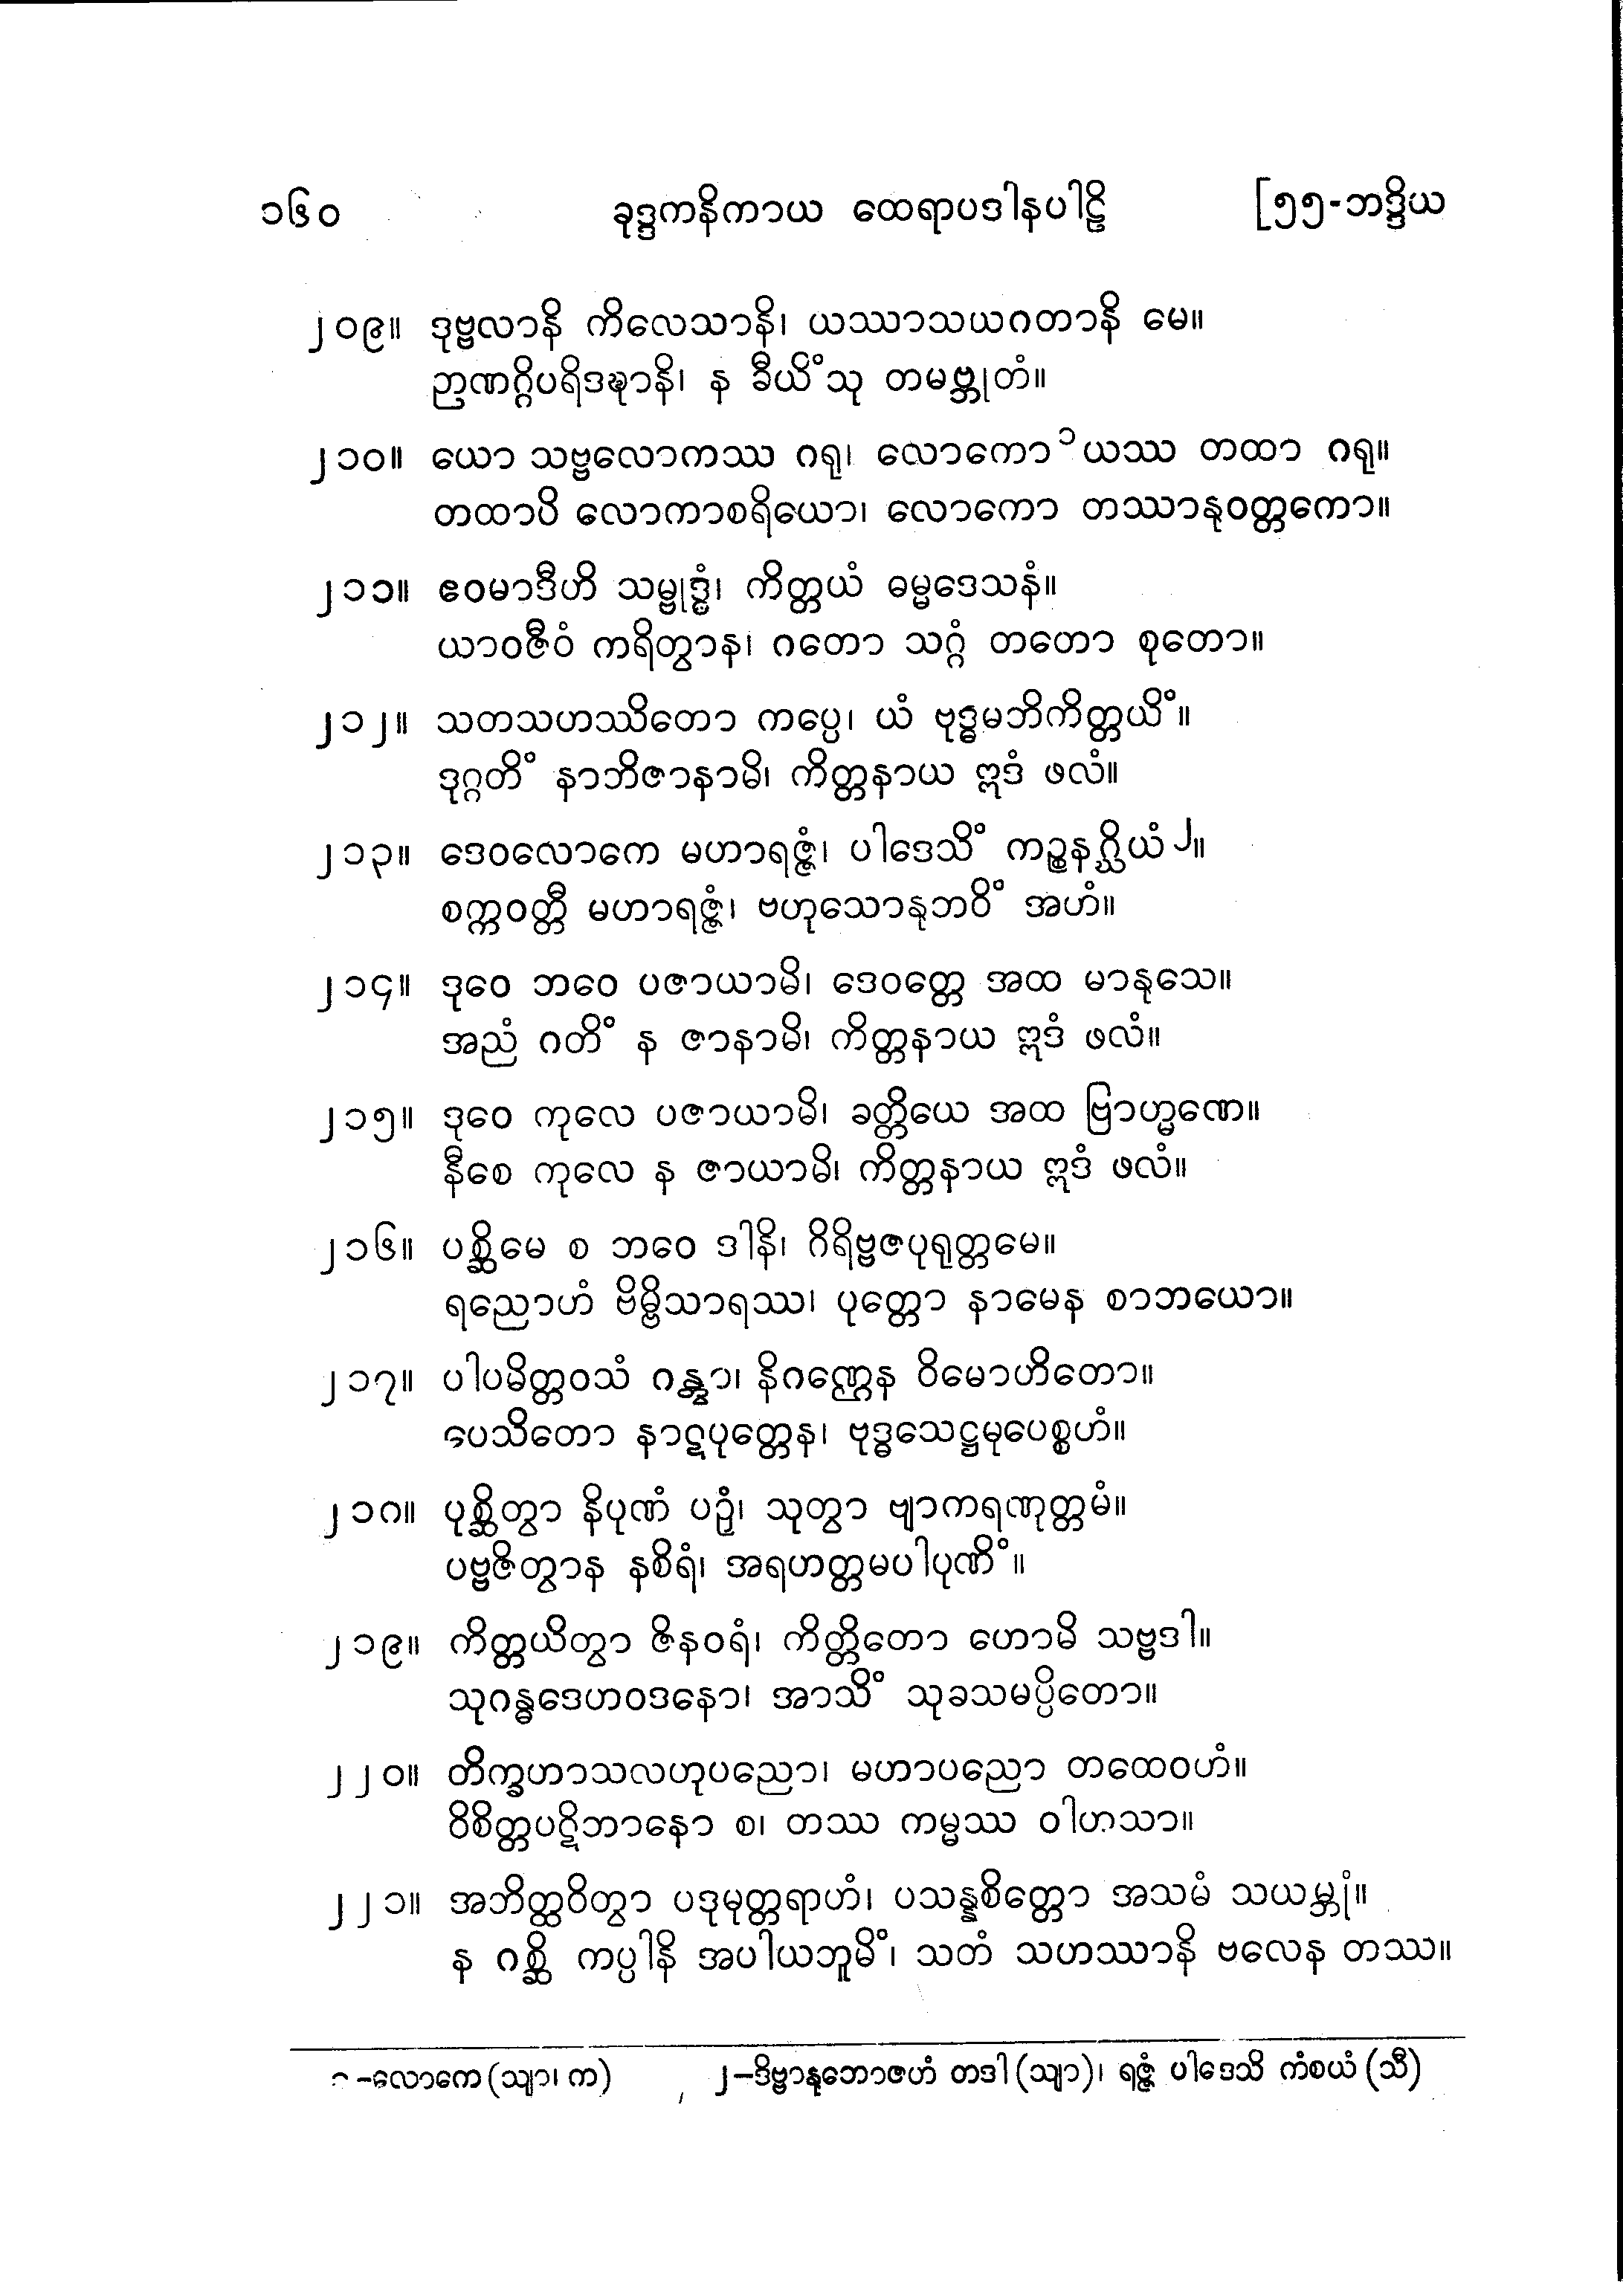 ၁၆၀ ခုဒ္ဒကနိကာယ ထေရာပဒါနပါဠိ [၅၅-ဘဒ္ဒိယ
၂၀၉။ ဒုဗ္ဗလာနိ ကိလေသာနိ၊ ယဿာသယဂတာနိ မေ။
ဉာဏဂ္ဂိပရိဒဍ္ဎာနိ၊ န ခီယိံသု တမဗ္ဘုတံ။
၂၁၀။ ယော သဗ္ဗလောကဿ ဂရု၊ လောကော ၁ ယဿ တထာ ဂရု။
တထာပိ လောကာစရိယော၊ လောကော တဿာနုဝတ္တကော။
၂၁၁။ ဧဝမာဒီဟိ သမ္ဗုဒ္ဓံ၊ ကိတ္တယံ ဓမ္မဒေသနံ။
ယာဝဇီဝံ ကရိတွာန၊ ဂတော သဂ္ဂံ တတော စုတော။
၂၁၂။ သတသဟဿိတော ကပ္ပေ၊ ယံ ဗုဒ္ဓမဘိကိတ္တယိံ။
ဒုဂ္ဂတိံ နာဘိဇာနာမိ၊ ကိတ္တနာယ ဣဒံ ဖလံ။
၂၁၃။ ဒေဝလောကေ မဟာရဇ္ဇံ၊ ပါဒေသိံ ကဉ္စနဂ္ဃိယံ ၂။
စက္ကဝတ္တီ မဟာရဇ္ဇံ၊ ဗဟုသောနုဘဝိံ အဟံ။
၂၁၄။ ဒုဝေ ဘဝေ ပဇာယာမိ၊ ဒေဝတ္တေ အထ မာနုသေ။
အညံ ဂတိံ န ဇာနာမိ၊ ကိတ္တနာယ ဣဒံ ဖလံ။
၂၁၅။ ဒုဝေ ကုလေ ပဇာယာမိ၊ ခတ္တိယေ အထ ဗြာဟ္မဏေ။
နီစေ ကုလေ န ဇာယာမိ၊ ကိတ္တနာယ ဣဒံ ဖလံ။
၂၁၆။ ပစ္ဆိမေ စ ဘဝေ ဒါနိ၊ ဂိရိဗ္ဗဇပုရုတ္တမေ။
ရညောဟံ ဗိမ္ဗိသာရဿ၊ ပုတ္တော နာမေန စာဘယော။
၂၁၇။ ပါပမိတ္တဝသံ ဂန္တွာ၊ နိဂဏ္ဌေန ဝိမောဟိတော။
ပေသိတော နာဋပုတ္တေန၊ ဗုဒ္ဓသေဋ္ဌမုပေစ္စဟံ။
၂၁၈။ ပုစ္ဆိတွာ နိပုဏံ ပဉှံ၊ သုတွာ ဗျာကရဏုတ္တမံ။
ပဗ္ဗဇိတွာန နစိရံ၊ အရဟတ္တမပါပုဏိံ။
၂၁၉။ ကိတ္တယိတွာ ဇိနဝရံ၊ ကိတ္တိတော ဟောမိ သဗ္ဗဒါ။
သုဂန္ဓဒေဟဝဒနော၊ အာသိံ သုခသမပ္ပိတော။
၂၂၀။ တိက္ခဟာသလဟုပညော၊ မဟာပညော တထေဝဟံ။
ဝိစိတ္တပဋိဘာနော စ၊ တဿ ကမ္မဿ ဝါဟသာ။
၂၂၁။ အဘိတ္ထဝိတွာ ပဒုမုတ္တရာဟံ၊ ပသန္နစိတ္တော အသမံ သယမ္ဘုံ။
န ဂစ္ဆိ ကပ္ပါနိ အပါယဘူမိံ၊ သတံ သဟဿာနိ ဗလေန တဿ။
၁-လောကေ (သျာ၊ က) ၂-ဒိဗ္ဗာနုဘောဇဟံ တဒါ (သျာ)၊ ရဇ္ဇံ ပါဒေသိ ကံစယံ (သီ)